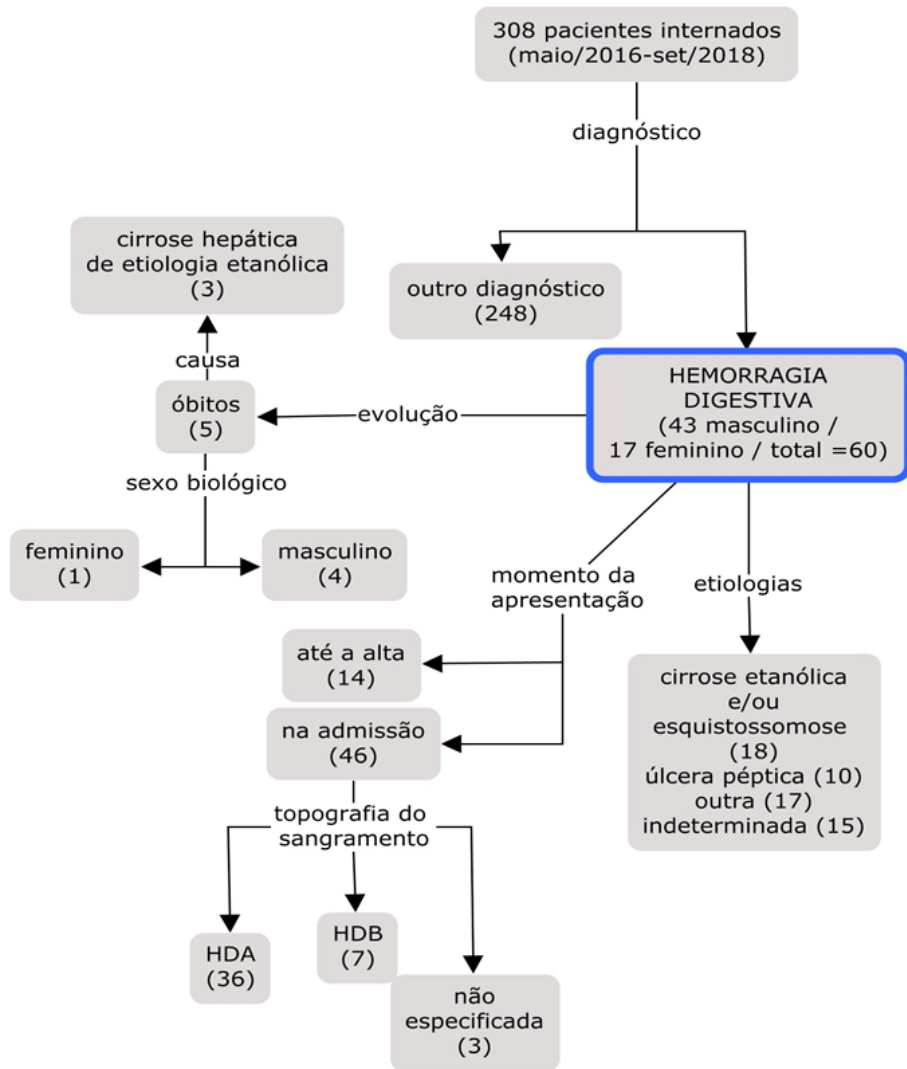 308 pacientes internados
(maio/2016-set/2018)
diagnóstico
cirrose hepática
de etiologia etanólica
(3)
outro diagnóstico
(248)
causa
HEMORRAGIA
DIGESTIVA
(43 masculino /
17 feminino / total =60)
óbitos
(5)
evolução
sexo biológico
feminino
(1)
masculino
(4)
momento da
apresentação
etiologias
até a alta
(14)
na admissão
(46)
cirrose etanólica
e/ou
esquistossomose
(18)
úlcera péptica (10)
outra (17)
indeterminada (15)
topografia do
sangramento
HDA
(36)
HDB
(7)
não
especificada
(3)